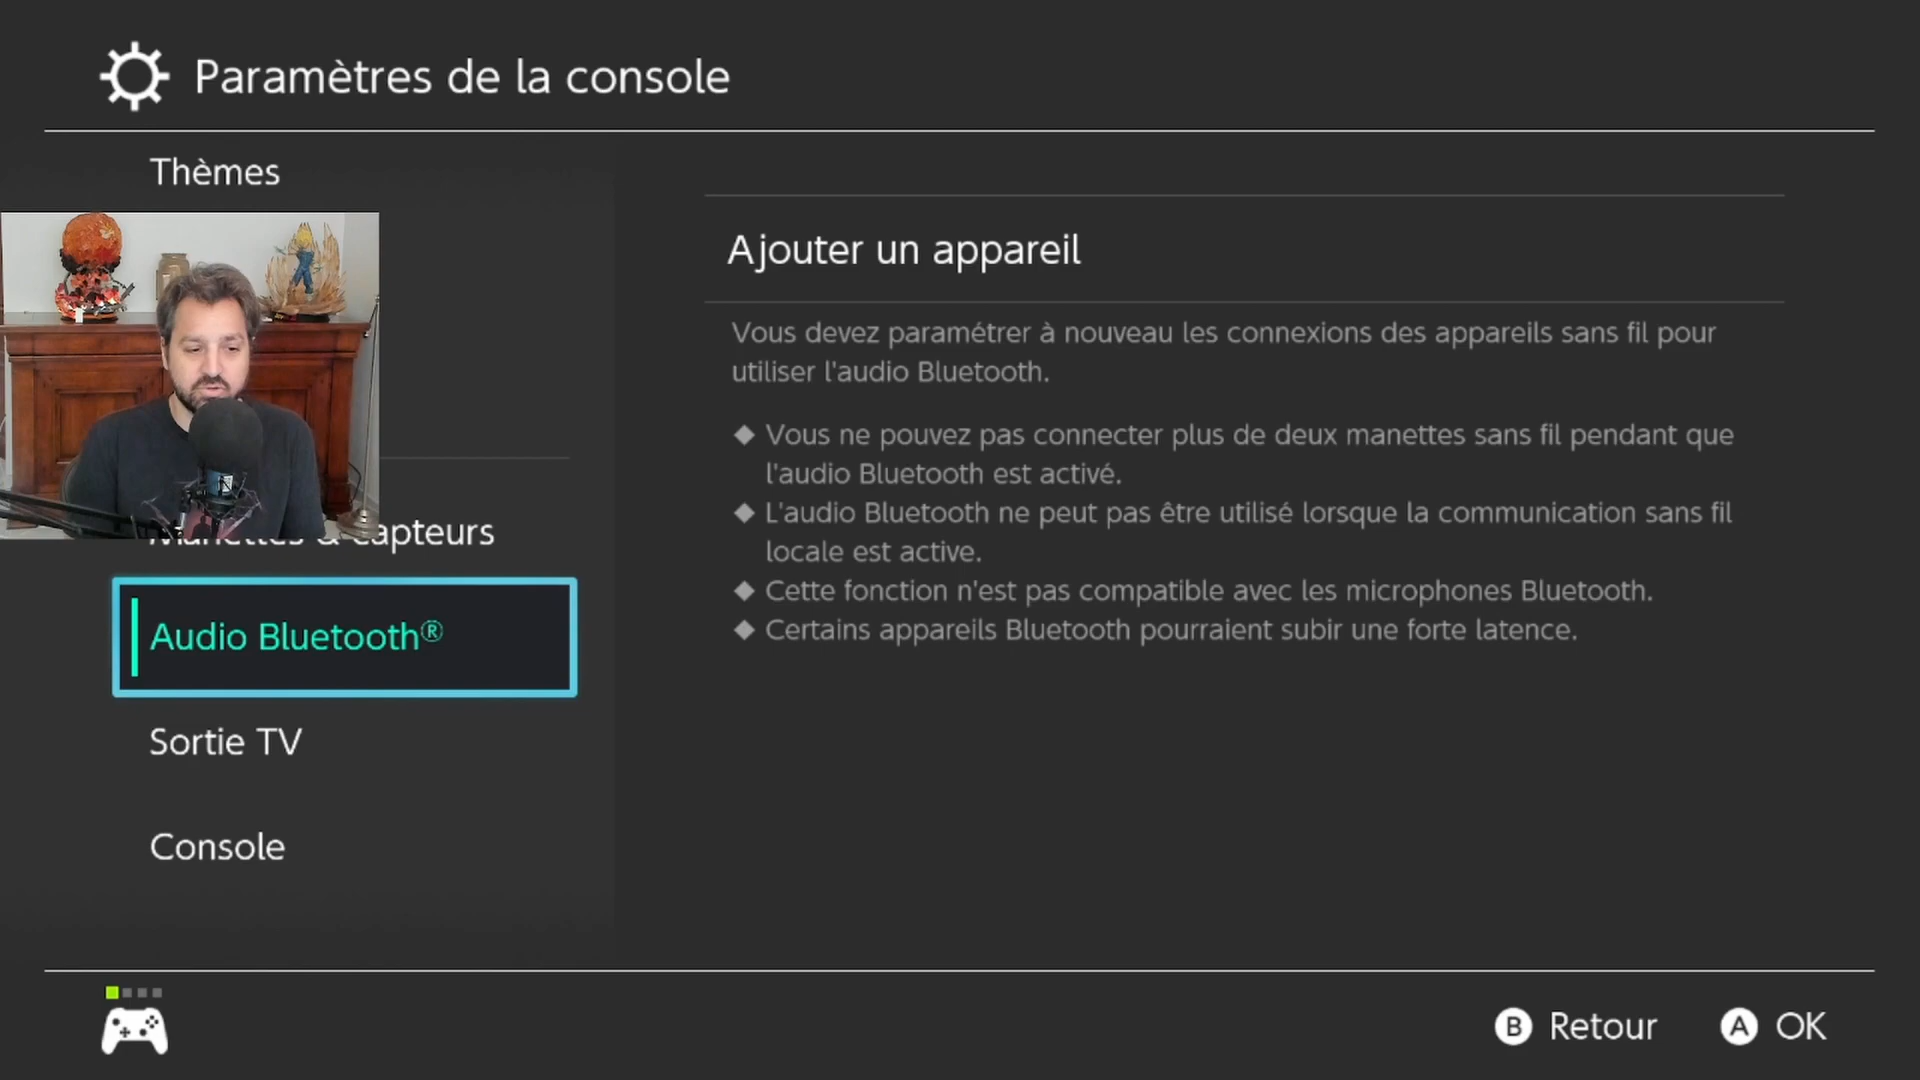 Paramètres de la console
Thèmes
capteurs
Audio Bluetooth®
Sortie TV
Console
Ajouter un appareil
Vous devez paramétrer à nouveau les connexions des appareils sans fil pour
utiliser l'audio Bluetooth.
◆ Vous ne pouvez pas connecter plus de deux manettes sans fil pendant que
l'audio Bluetooth est activé.
◆ L'audio Bluetooth ne peut pas être utilisé lorsque la communication sans fil
locale est active.
◆ Cette fonction n'est pas compatible avec les microphones Bluetooth.
◆ Certains appareils Bluetooth pourraient subir une forte latence.
B Retour
A OK